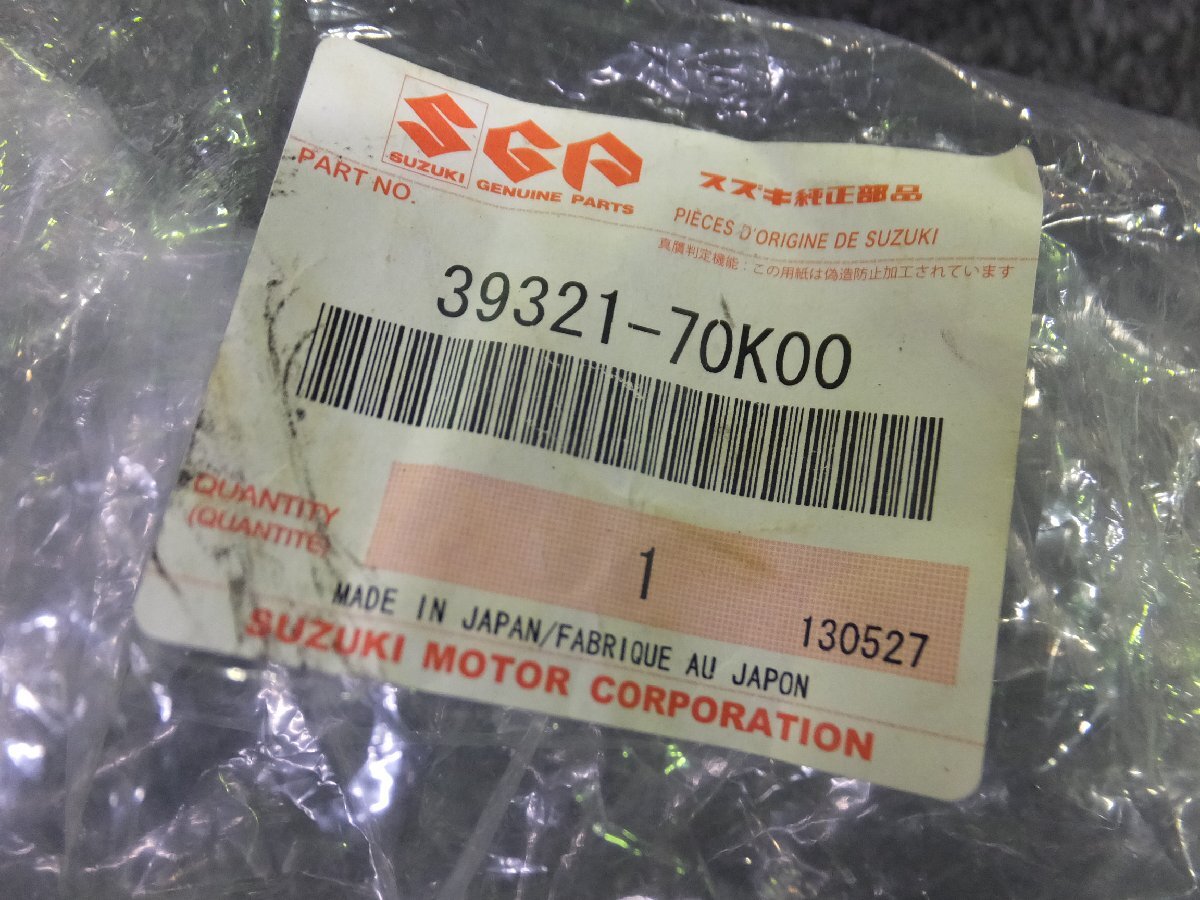 SUZUKI
SGP
GENUINE PARTS
スズキ純正部品
PART NO.
PIÈCES D'ORIGINE DE SUZUKI
真贋判定機能:この用紙は偽造防止加工されています
39321-70K00
QUANTITY
(QUANTITÉ)
1
130527
MADE IN JAPAN/FABRIQUE AU JAPON
SUZUKI MOTOR CORPORATION